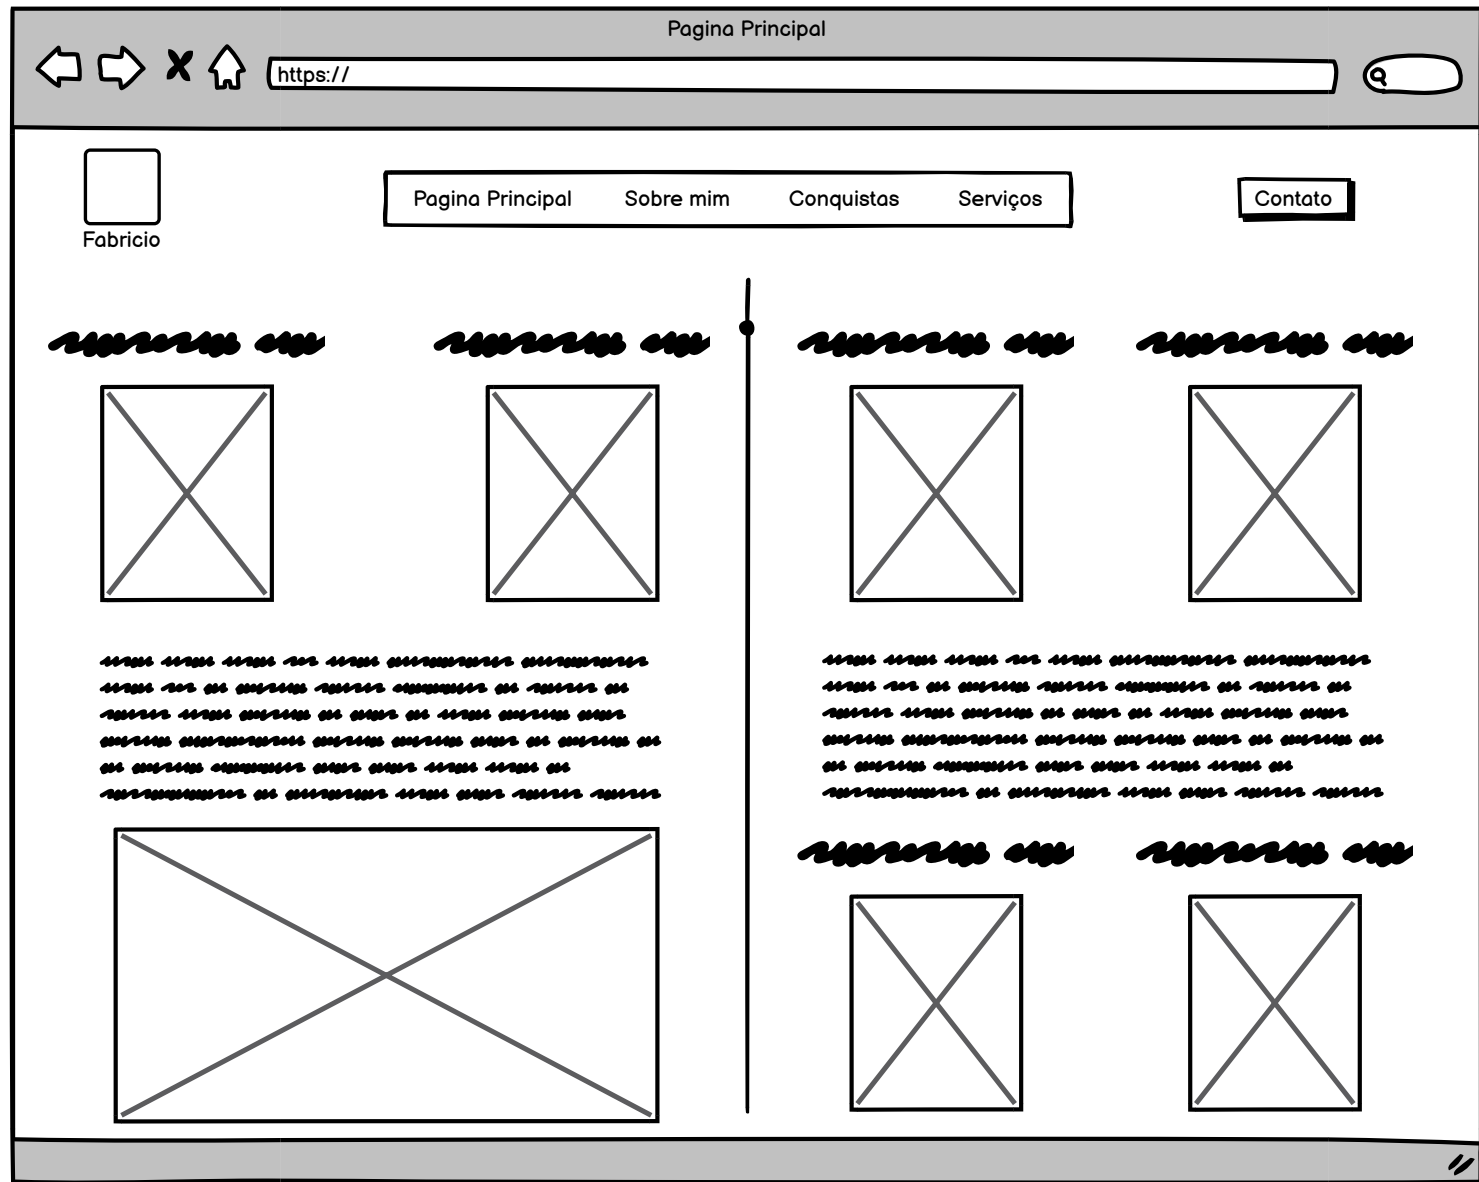 Pagina Principal
https://
Pagina Principal Sobre mim Conquistas Serviços
Contato
Fabricio